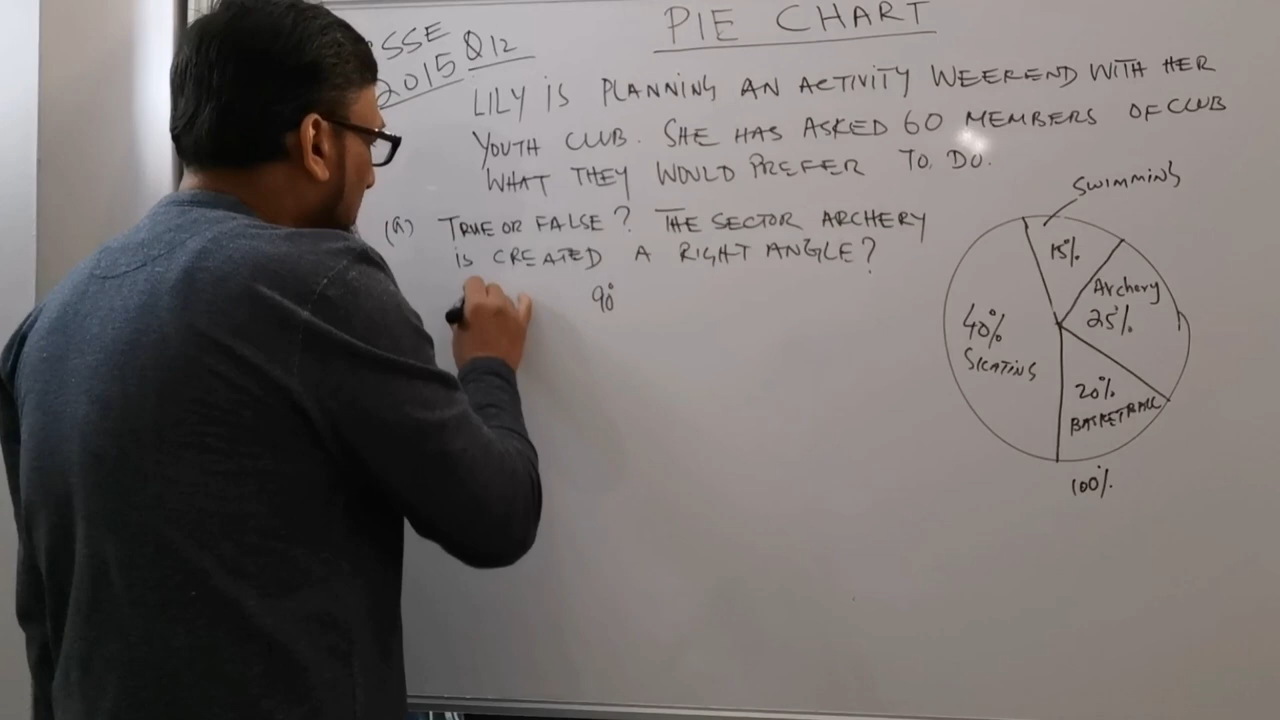 PIE CHART
SSE
2015 Q12
LILY IS PLANNING AN ACTIVITY WEEKEND WITH HER
YOUTH CLUB. SHE HAS ASKED 60 MEMBERS OF CLUB
WHAT THEY WOULD PREFER TO DO.
(A) TRUE OR FALSE? THE SECTOR ARCHERY
IS CREATED A RIGHT ANGLE?
90°
SWIMMING
15%
Archery
25%
40%
SKATING
20%
BASKETBALL
100%